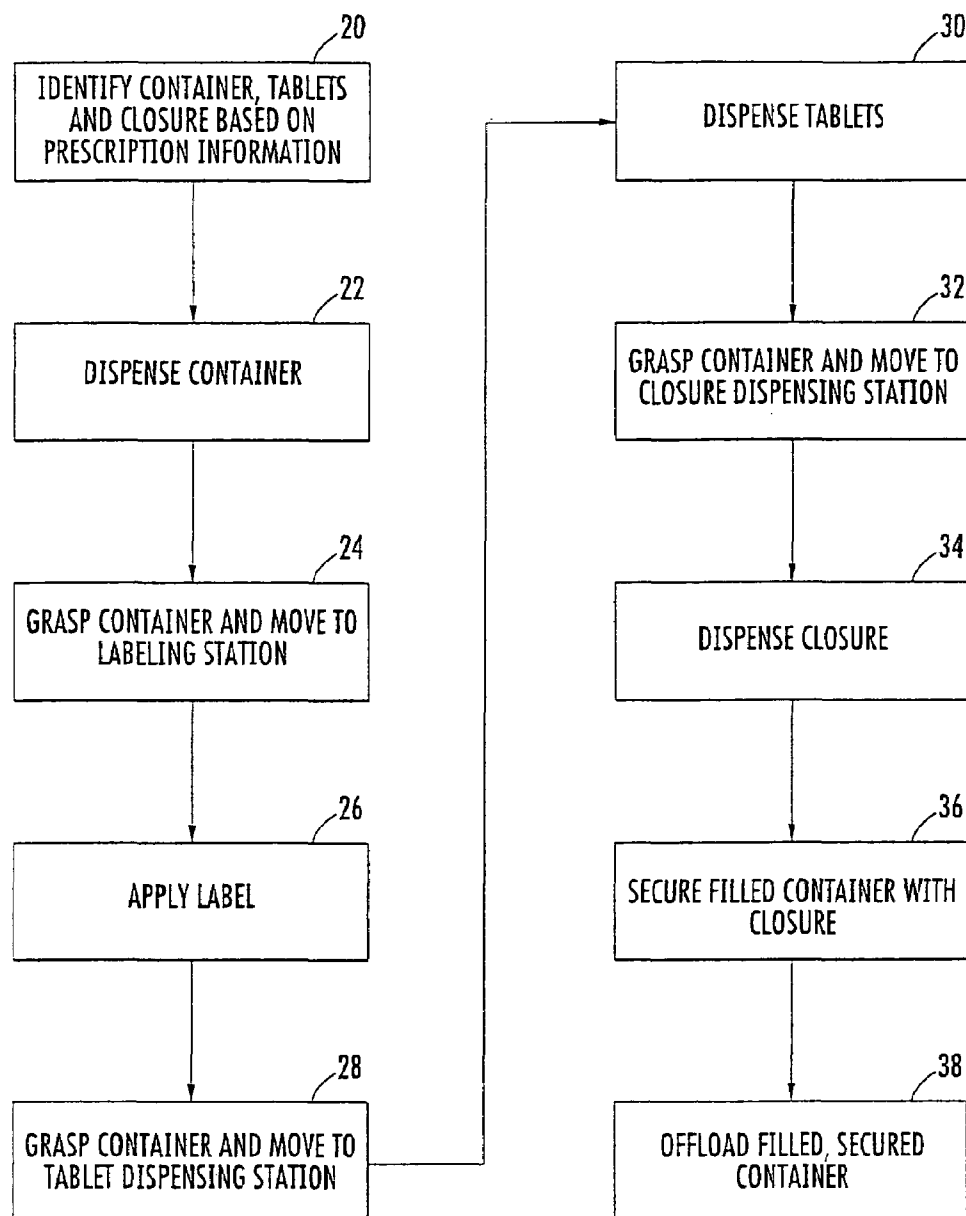 20
IDENTIFY CONTAINER, TABLETS
AND CLOSURE BASED ON
PRESCRIPTION INFORMATION
22
DISPENSE CONTAINER
24
GRASP CONTAINER AND MOVE TO
LABELING STATION
26
APPLY LABEL
28
GRASP CONTAINER AND MOVE TO
TABLET DISPENSING STATION
30
DISPENSE TABLETS
32
GRASP CONTAINER AND MOVE TO
CLOSURE DISPENSING STATION
34
DISPENSE CLOSURE
36
SECURE FILLED CONTAINER WITH
CLOSURE
38
OFFLOAD FILLED, SECURED
CONTAINER